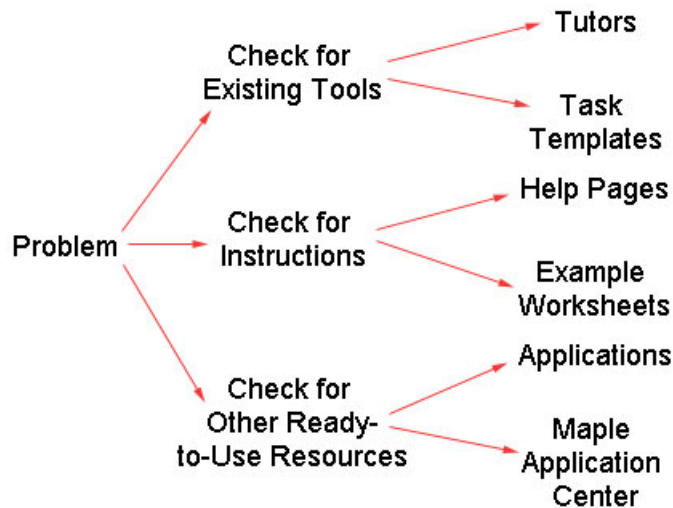 Problem
Check for
Existing Tools
Tutors
Task
Templates
Check for
Instructions
Help Pages
Example
Worksheets
Check for
Other Ready-
to-Use Resources
Applications
Maple
Application
Center